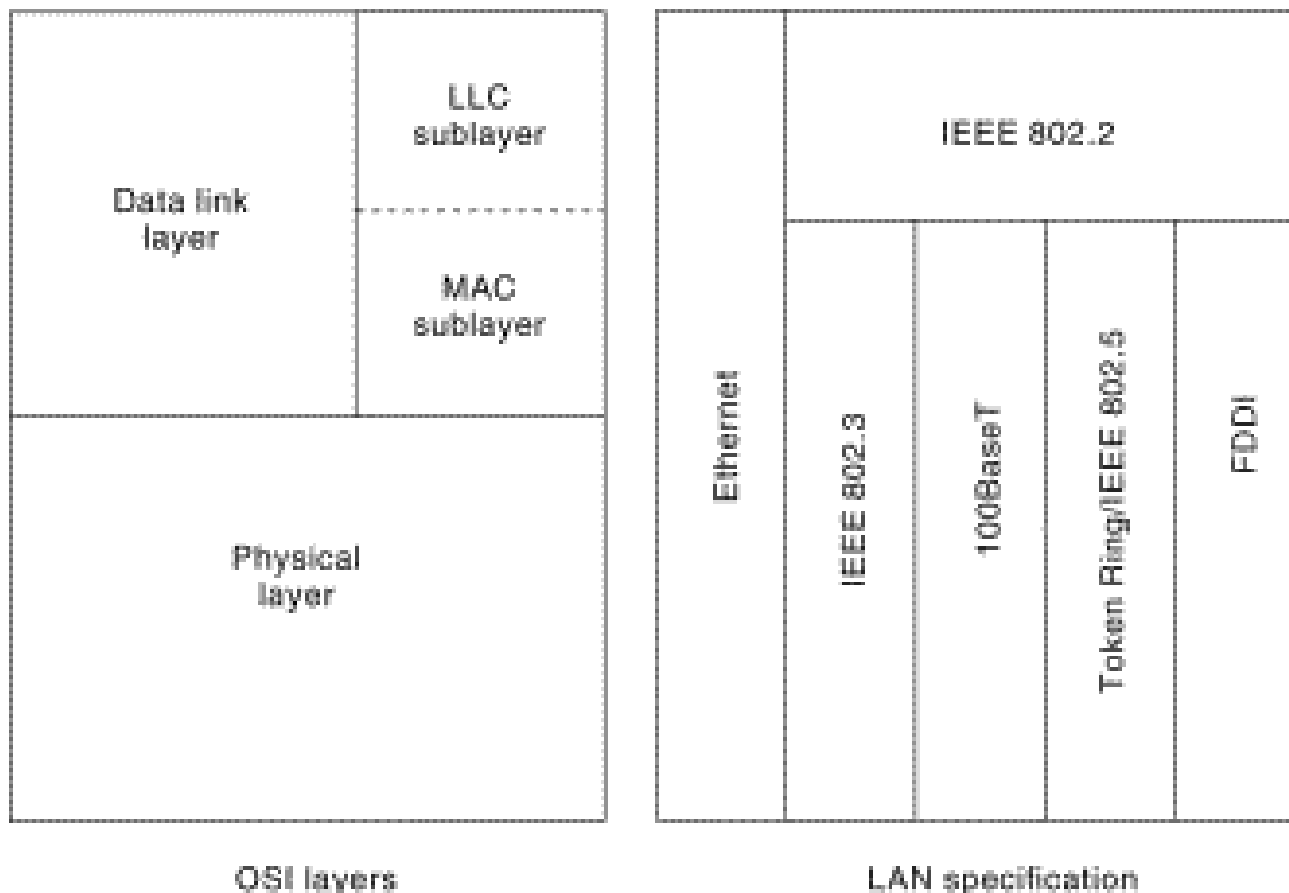 LLC
sublayer
Data link
layer
MAC
sublayer
Physical
layer
OSI layers
IEEE 802.2
Ethernet
IEEE 802.3
100BaseT
Token Ring/IEEE 802.5
FDDI
LAN specification